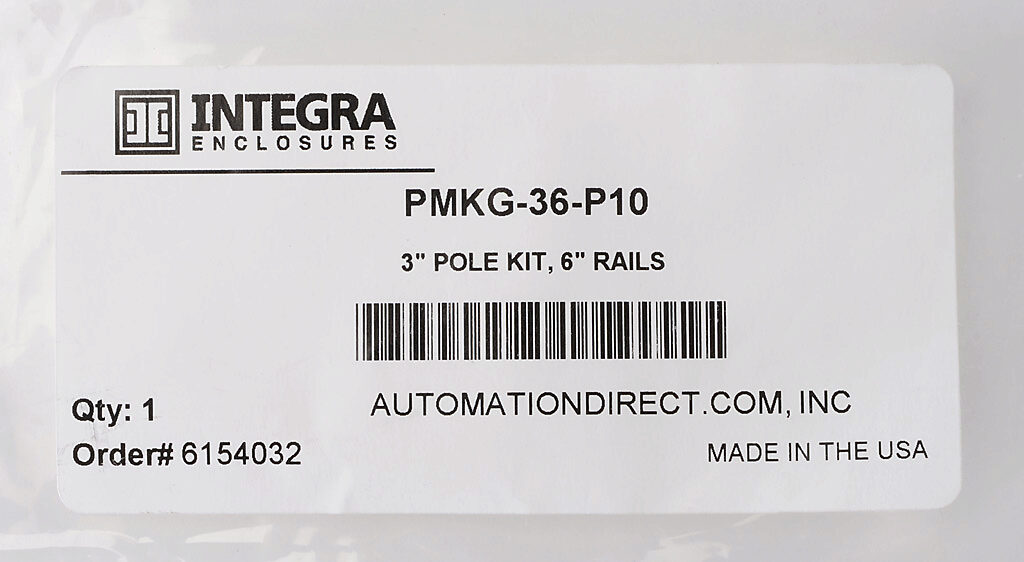 INTEGRA
ENCLOSURES
PMKG-36-P10
3" POLE KIT, 6" RAILS
AUTOMATIONDIRECT.COM, INC
Qty: 1
Order# 6154032
MADE IN THE USA